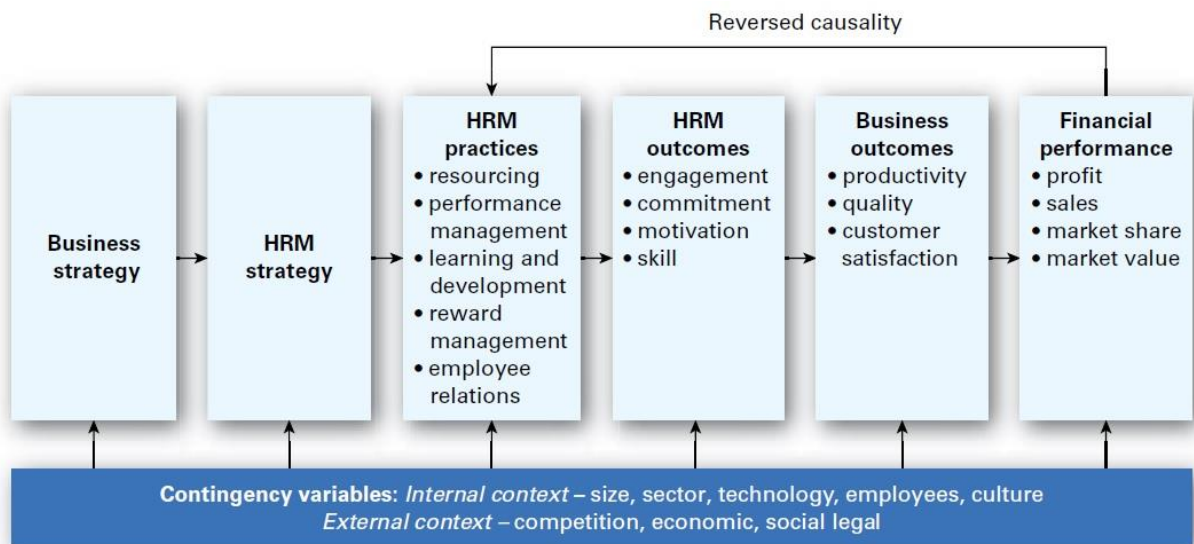 Reversed causality
Business
strategy
HRM
strategy
HRM
practices
• resourcing
• performance
management
• learning and
development
• reward
management
• employee
relations
HRM
outcomes
• engagement
• commitment
• motivation
• skill
Business
outcomes
• productivity
• quality
• customer
satisfaction
Financial
performance
• profit
• sales
• market share
• market value
Contingency variables: Internal context – size, sector, technology, employees, culture
External context – competition, economic, social legal